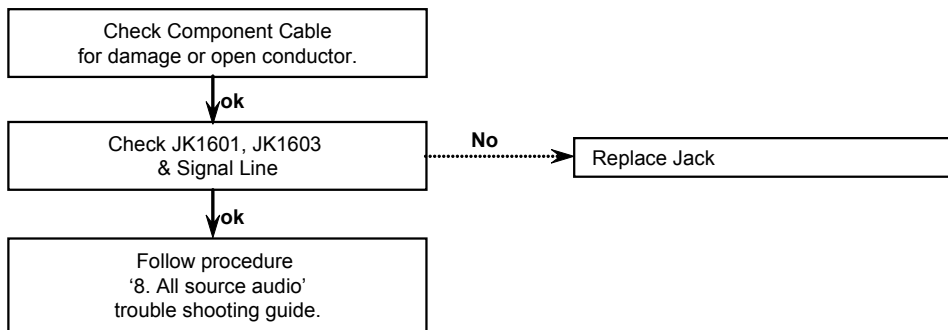 Check Component Cable
for damage or open conductor.
ok
Check JK1601, JK1603
& Signal Line
No
Replace Jack
ok
Follow procedure
‘8. All source audio’
trouble shooting guide.